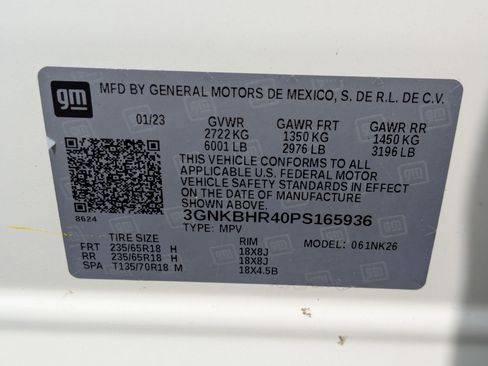 gm MFD BY GENERAL MOTORS DE MEXICO, S. DE R.L. DE C.V.
01/23 GVWR GAWR FRT GAWR RR
2722 KG 1350 KG 1450 KG
6001 LB 2976 LB 3196 LB
THIS VEHICLE CONFORMS TO ALL
APPLICABLE U.S. FEDERAL MOTOR
VEHICLE SAFETY STANDARDS IN EFFECT
ON THE DATE OF MANUFACTURE
SHOWN ABOVE.
3GNKBHR40PS165936
8624 TYPE: MPV
TIRE SIZE RIM MODEL: 061NK26
FRT 235/65R18 H 18X8J
RR 235/65R18 H 18X8J
SPA T135/70R18 M 18X4.5B